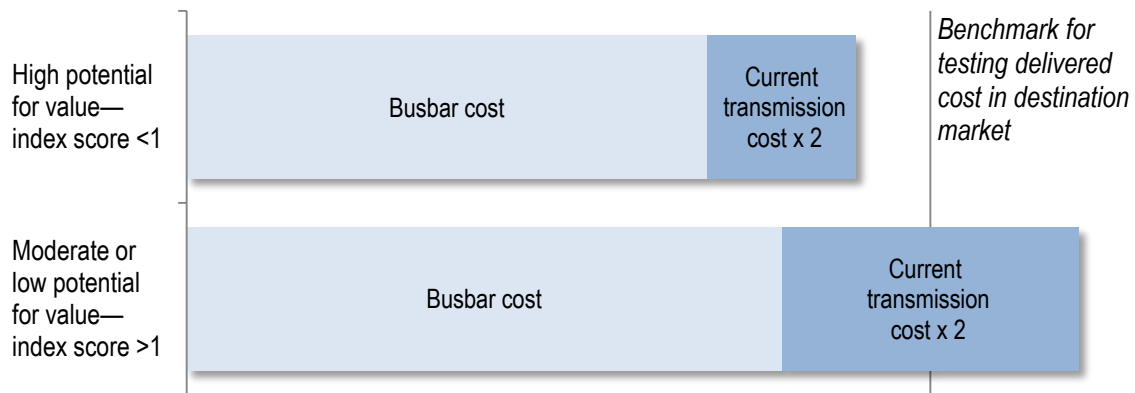 High potential
for value—
index score <1
Busbar cost
Current
transmission
cost x 2
Benchmark for
testing delivered
cost in destination
market
Moderate or
low potential
for value—
index score >1
Busbar cost
Current
transmission
cost x 2